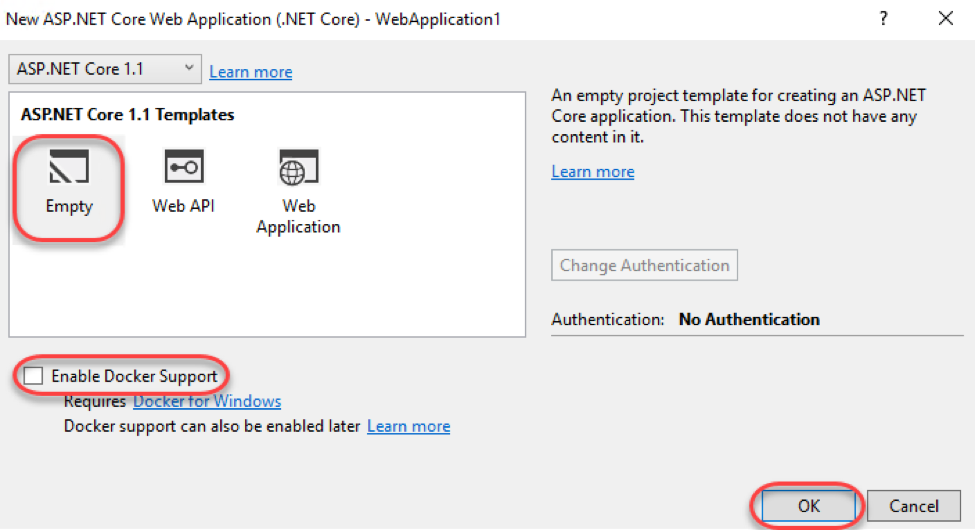 New ASP.NET Core Web Application (.NET Core) - WebApplication1
?
ASP.NET Core 1.1
Learn more
ASP.NET Core 1.1 Templates
Empty
Web API
Web
Application
An empty project template for creating an ASP.NET
Core application. This template does not have any
content in it.
Learn more
Change Authentication
Authentication: No Authentication
Enable Docker Support
Requires Docker for Windows
Docker support can also be enabled later Learn more
OK
Cancel